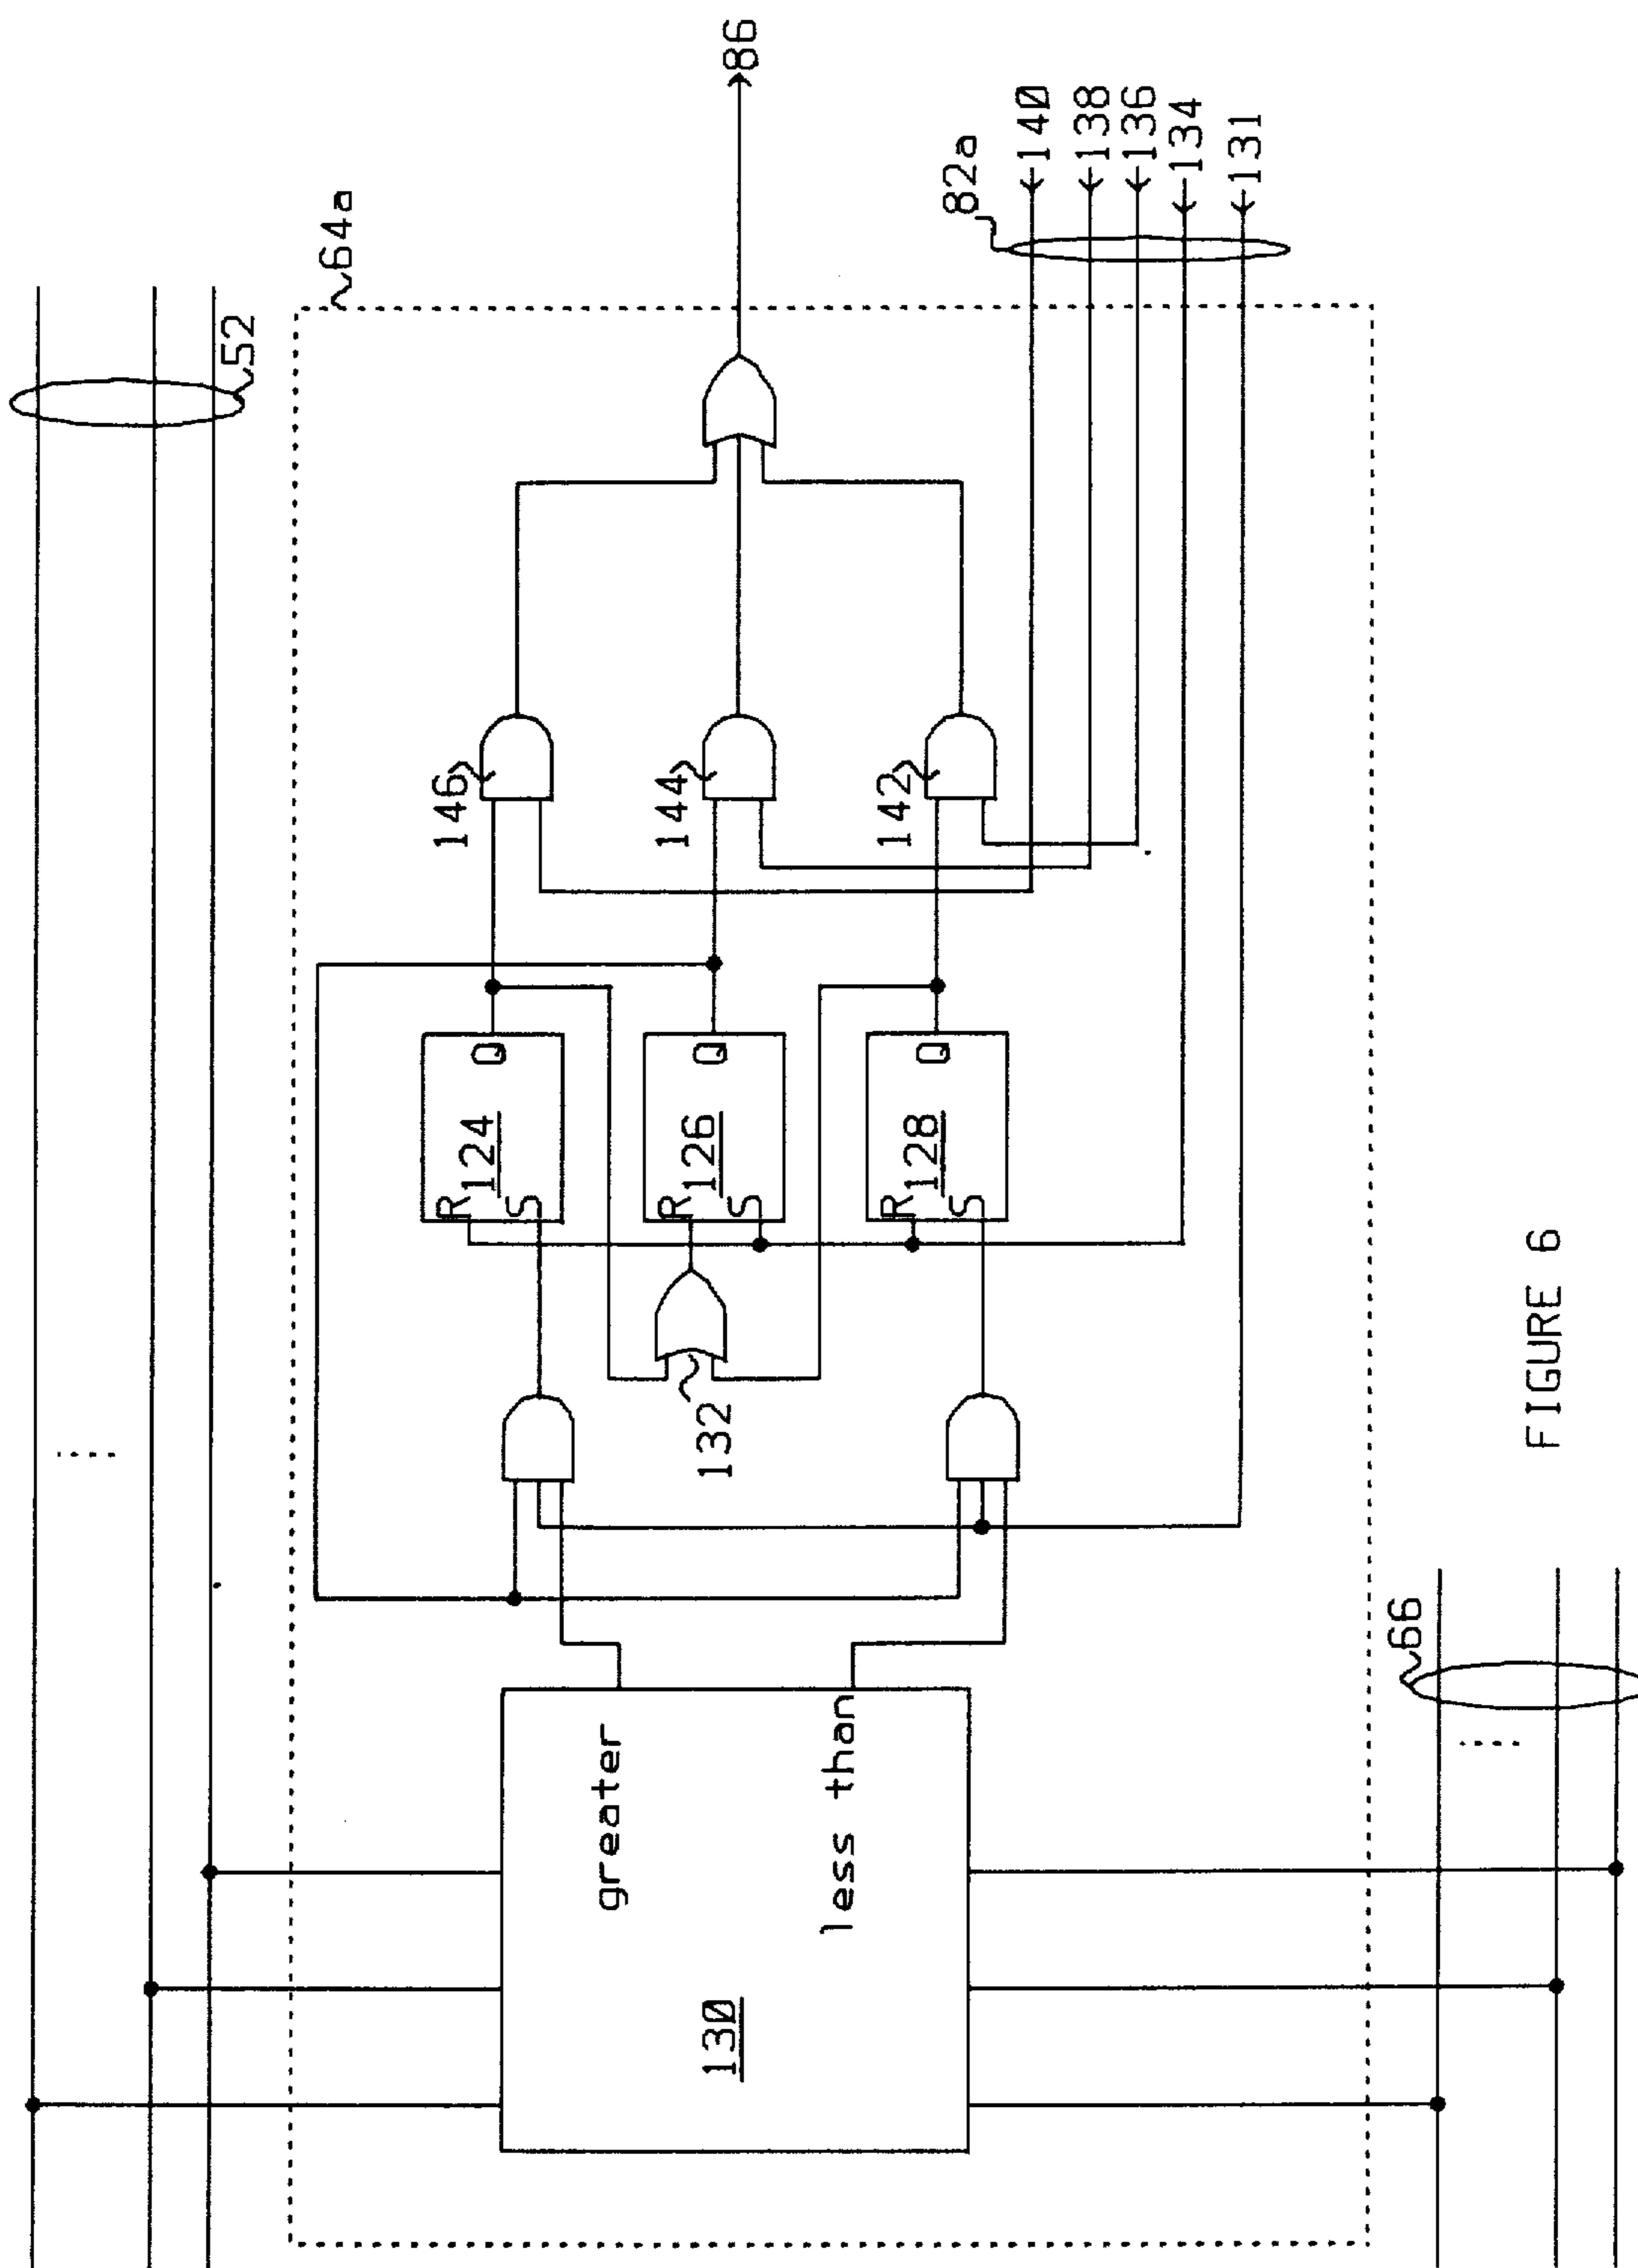 52
64a
86
82a
140
138
136
134
131
146
144
142
Q
124
R
S
Q
126
R
S
Q
128
R
S
132
greater
less than
130
66
FIGURE 6